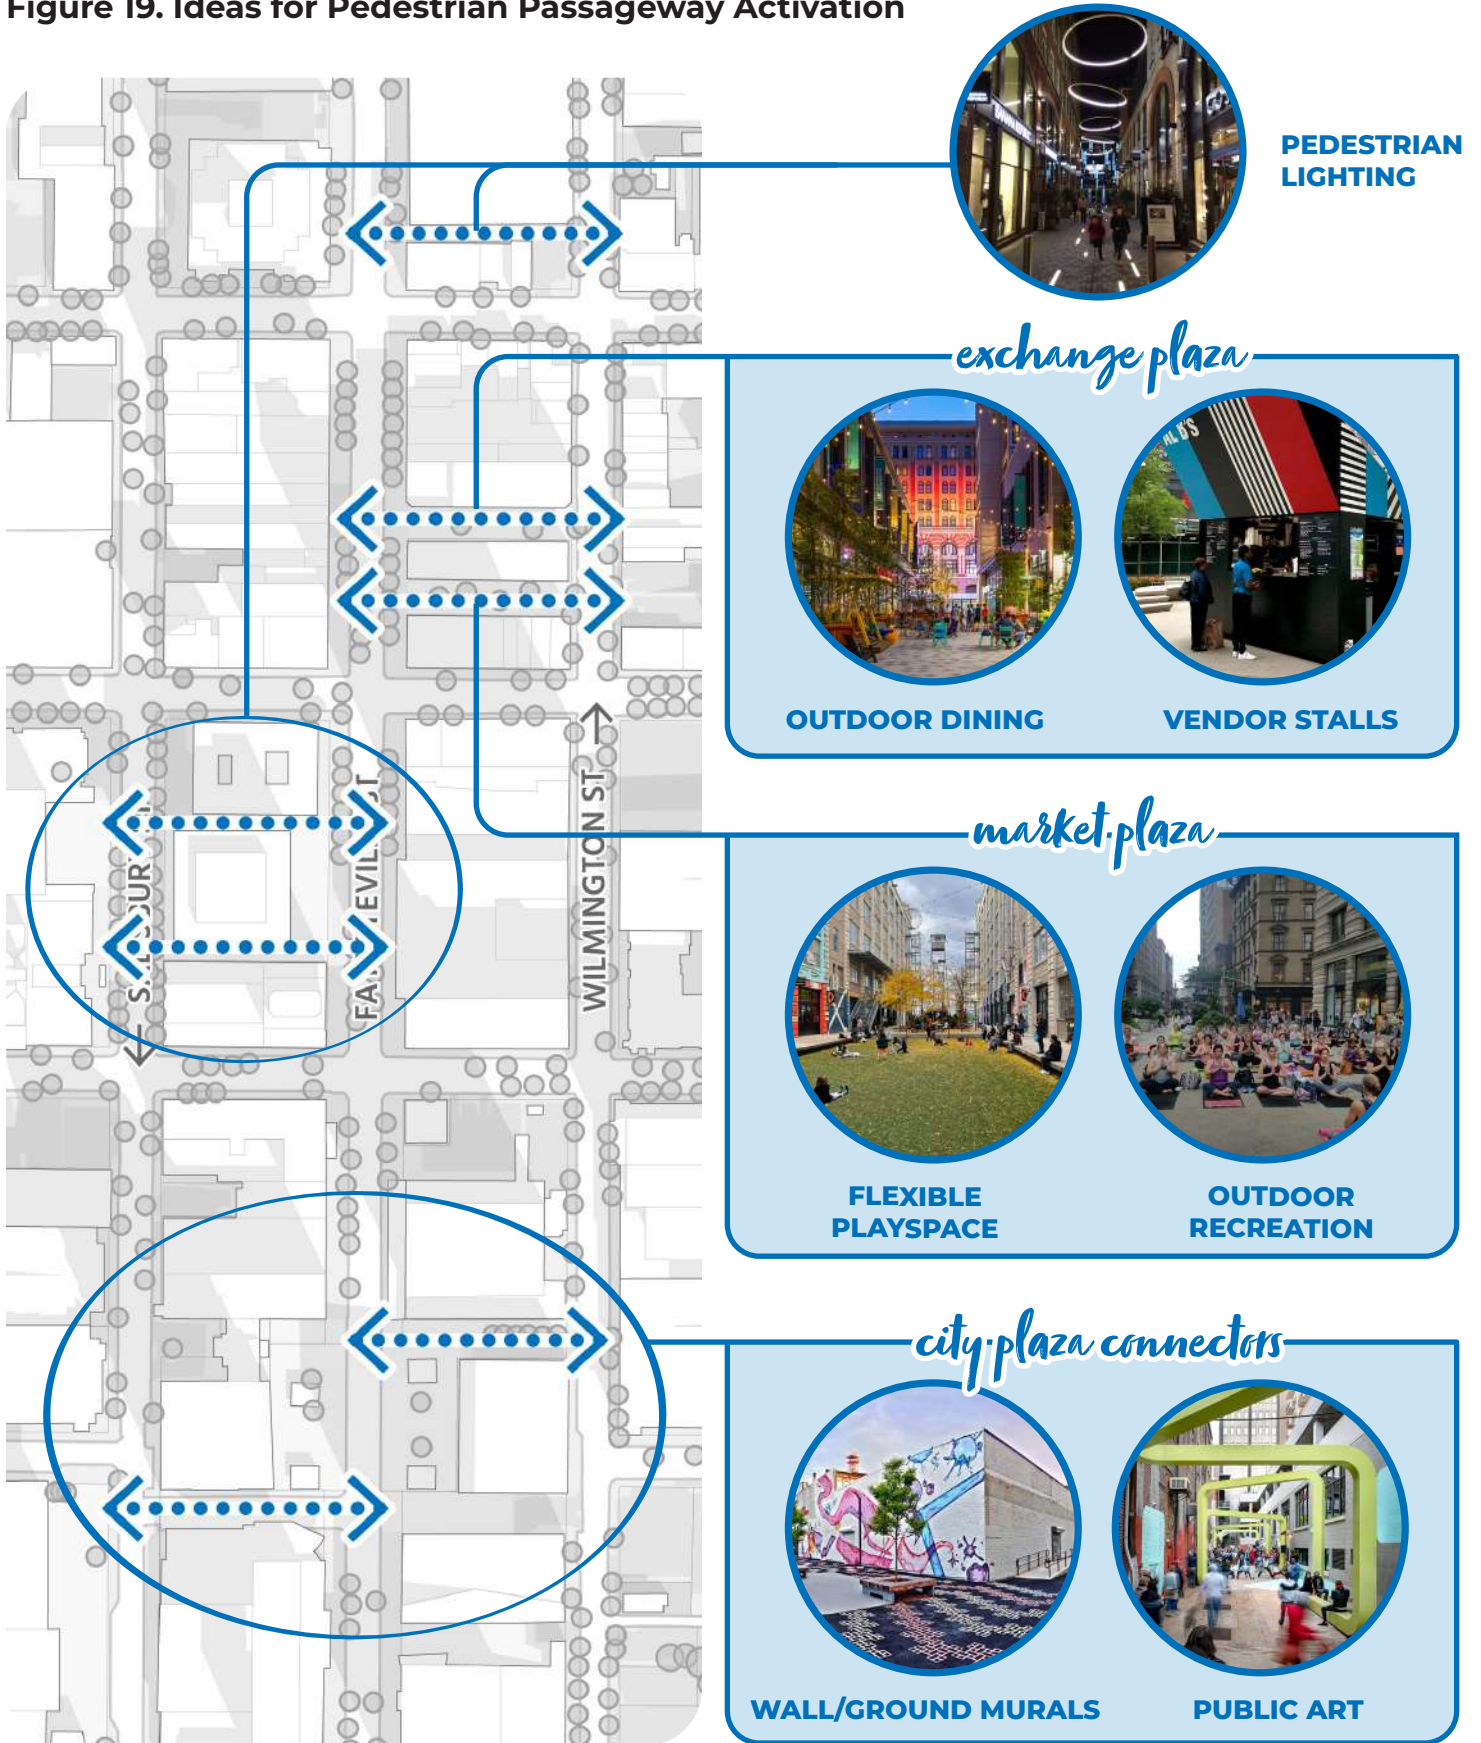 Figure 19. Ideas for Pedestrian Passageway Activation
PEDESTRIAN
LIGHTING
exchange plaza
OUTDOOR DINING
VENDOR STALLS
WILMINGTON ST
market plaza
FLEXIBLE
PLAYSPACE
OUTDOOR
RECREATION
city plaza connectors
WALL/GROUND MURALS
PUBLIC ART